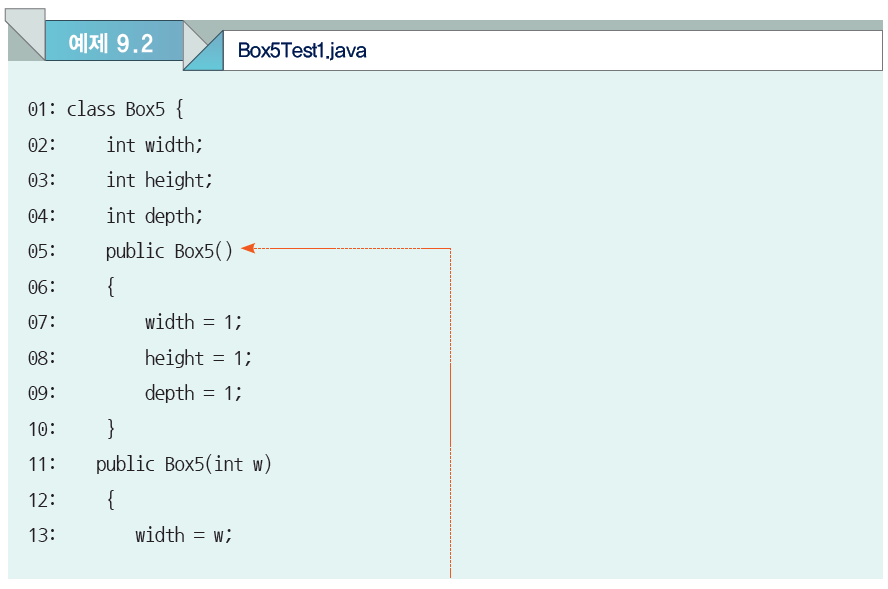 예제 9.2
Box5Test1.java
01: class Box5 {
02:     int width;
03:     int height;
04:     int depth;
05:     public Box5()
06:     {
07:         width = 1;
08:         height = 1;
09:         depth = 1;
10:     }
11:    public Box5(int w)
12:     {
13:        width = w;